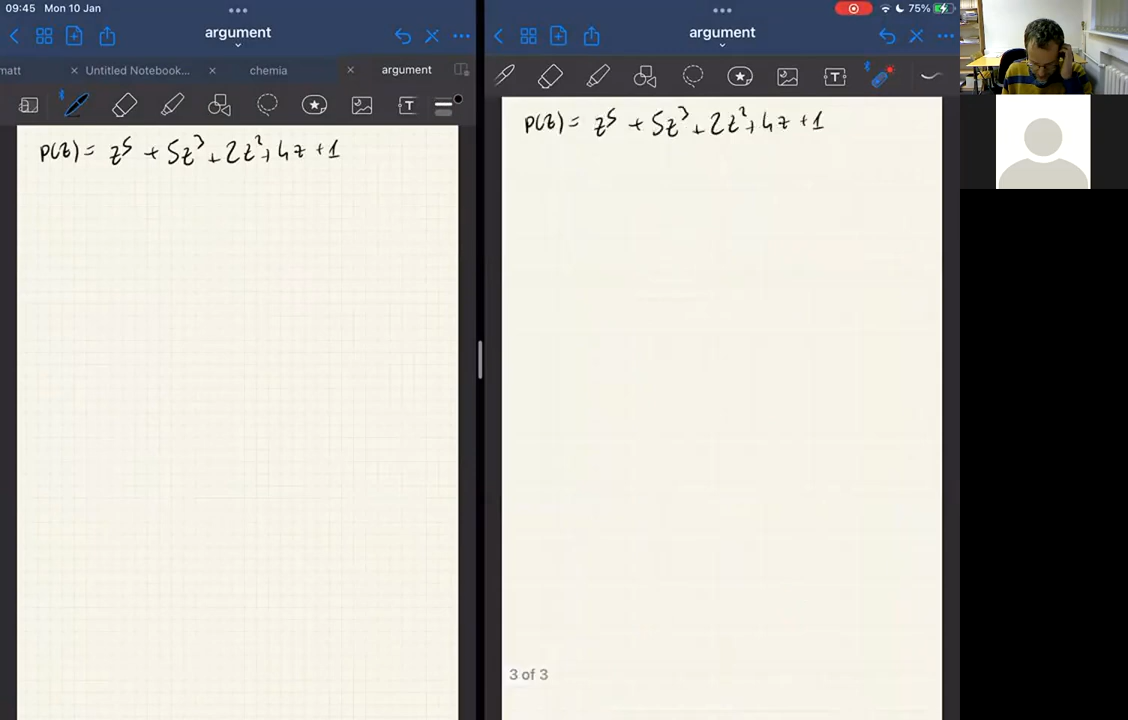 09:45 Mon 10 Jan
75%
argument
argument
matt
Untitled Notebook...
chemia
argument
P(z) = z⁵ + 5z³ + 2z² + 4z + 1
P(z) = z⁵ + 5z³ + 2z² + 4z + 1
3 of 3